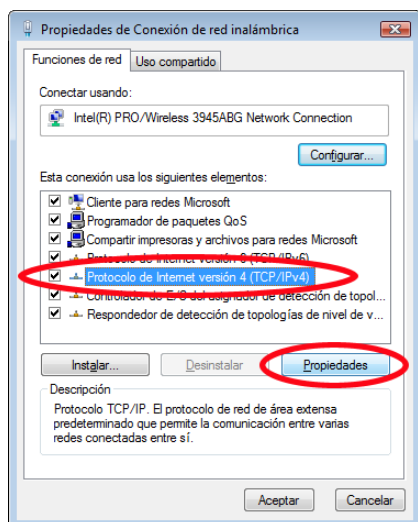 Propiedades de Conexión de red inalámbrica
Funciones de red
Uso compartido
Conectar usando:
Intel(R) PRO/Wireless 3945ABG Network Connection
Configurar...
Esta conexión usa los siguientes elementos:
Cliente para redes Microsoft
Programador de paquetes QoS
Compartir impresoras y archivos para redes Microsoft
Protocolo de Internet versión 6 (TCP/IPv6)
Protocolo de Internet versión 4 (TCP/IPv4)
Controlador de E/S del asignador de detección de topol...
Respondedor de detección de topologías de nivel de v...
Instalar...
Desinstalar
Propiedades
Descripción
Protocolo TCP/IP. El protocolo de red de área extensa
predeterminado que permite la comunicación entre varias
redes conectadas entre sí.
Aceptar
Cancelar